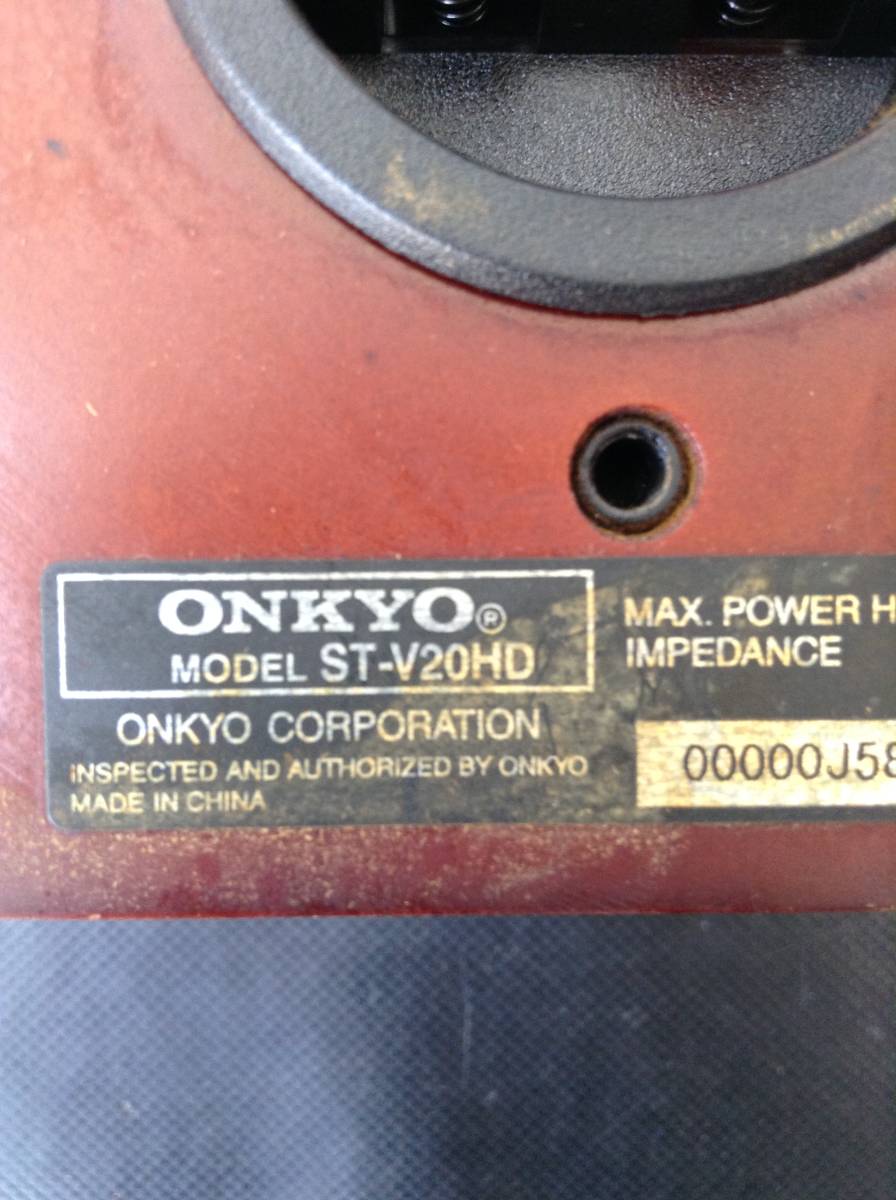 ONKYO®
MODEL ST-V20HD
ONKYO CORPORATION
INSPECTED AND AUTHORIZED BY ONKYO
MADE IN CHINA
MAX. POWER H
IMPEDANCE
00000J58